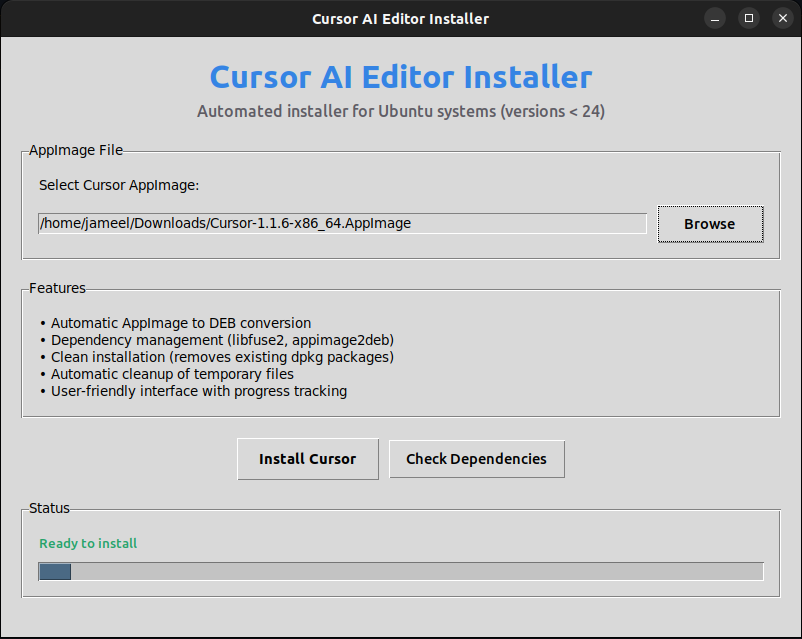 Cursor AI Editor Installer
Cursor AI Editor Installer
Automated installer for Ubuntu systems (versions < 24)
AppImage File
Select Cursor AppImage:
/home/jameel/Downloads/Cursor-1.1.6-x86_64.AppImage
Browse
Features
• Automatic AppImage to DEB conversion
• Dependency management (libfuse2, appimage2deb)
• Clean installation (removes existing dpkg packages)
• Automatic cleanup of temporary files
• User-friendly interface with progress tracking
Install Cursor
Check Dependencies
Status
Ready to install